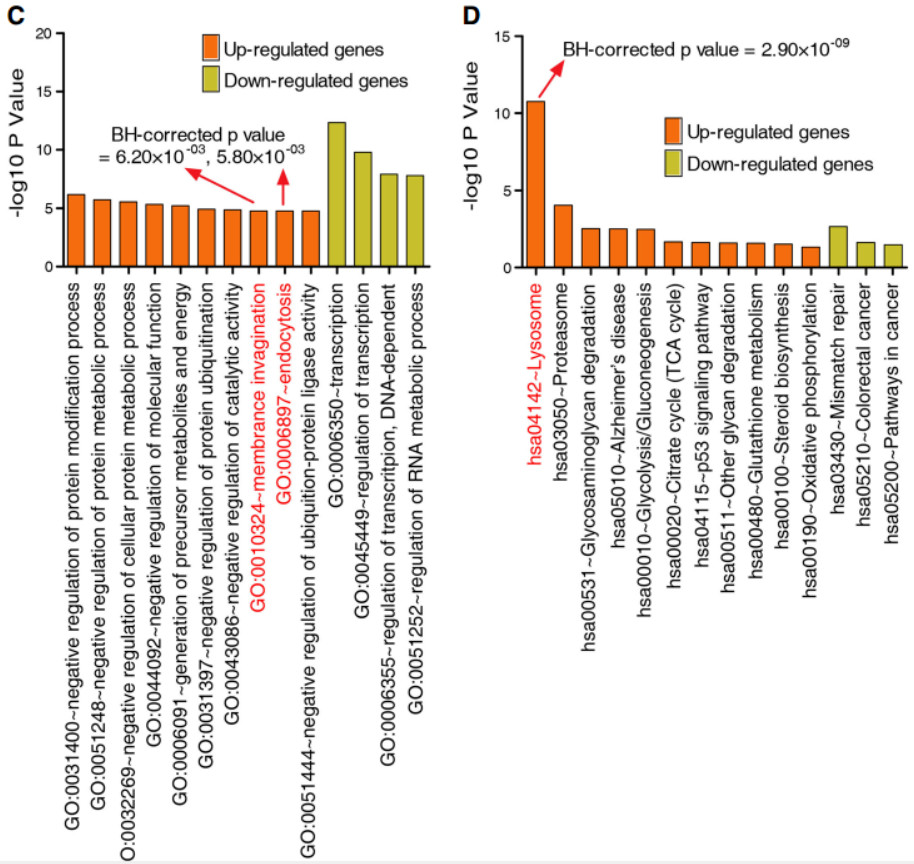 C
-log10 P Value
20
15
10
5
0
Up-regulated genes
Down-regulated genes
BH-corrected p value
= 6.20×10-03, 5.80×10-03
GO:0031400~negative regulation of protein modification process
GO:0051248~negative regulation of protein metabolic process
O:0032269~negative regulation of cellular protein metabolic process
GO:0044092~negative regulation of molecular function
GO:0006091~generation of precursor metabolites and energy
GO:0031397~negative regulation of protein ubiquitination
GO:0043086~negative regulation of catalytic activity
GO:0010324~membrance invagination
GO:0006897~endocytosis
GO:0051444~negative regulation of ubiquition-protein ligase activity
GO:0006350~transcription
GO:0045449~regulation of transcription
GO:0006355~regulation of transcritpion, DNA-dependent
GO:0051252~regulation of RNA metabolic process
D
-log10 P Value
15
10
5
0
BH-corrected p value = 2.90×10-09
Up-regulated genes
Down-regulated genes
hsa04142~Lysosome
hsa03050~Proteasome
hsa00531~Glycosaminoglycan degradation
hsa05010~Alzheimer's disease
hsa00010~Glycolysis/Gluconeogenesis
hsa00020~Citrate cycle (TCA cycle)
hsa04115~p53 signaling pathway
hsa00511~Other glycan degradation
hsa00480~Glutathione metabolism
hsa00100~Steroid biosynthesis
hsa00190~Oxidative phosphorylation
hsa03430~Mismatch repair
hsa05210~Colorectal cancer
hsa05200~Pathways in cancer